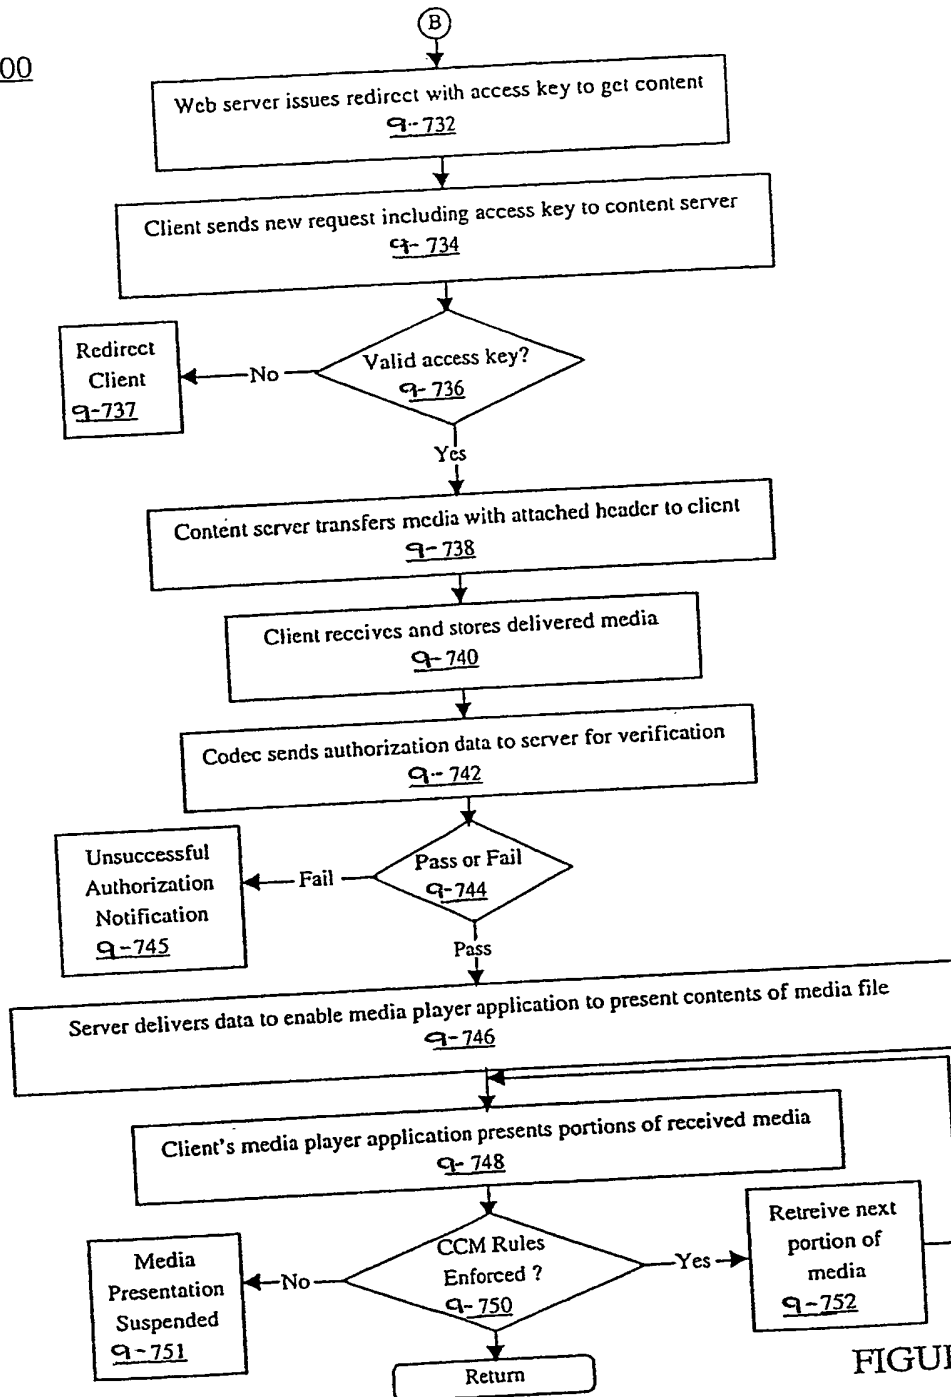 B
00
Web server issues redirect with access key to get content
9-732
Client sends new request including access key to content server
9-734
Valid access key?
9-736
No
Redirect
Client
9-737
Yes
Content server transfers media with attached header to client
9-738
Client receives and stores delivered media
9-740
Codec sends authorization data to server for verification
9-742
Pass or Fail
9-744
Fail
Unsuccessful
Authorization
Notification
9-745
Pass
Server delivers data to enable media player application to present contents of media file
9-746
Client's media player application presents portions of received media
9-748
CCM Rules
Enforced ?
9-750
No
Media
Presentation
Suspended
9-751
Yes
Retreive next
portion of
media
9-752
Return
FIGU